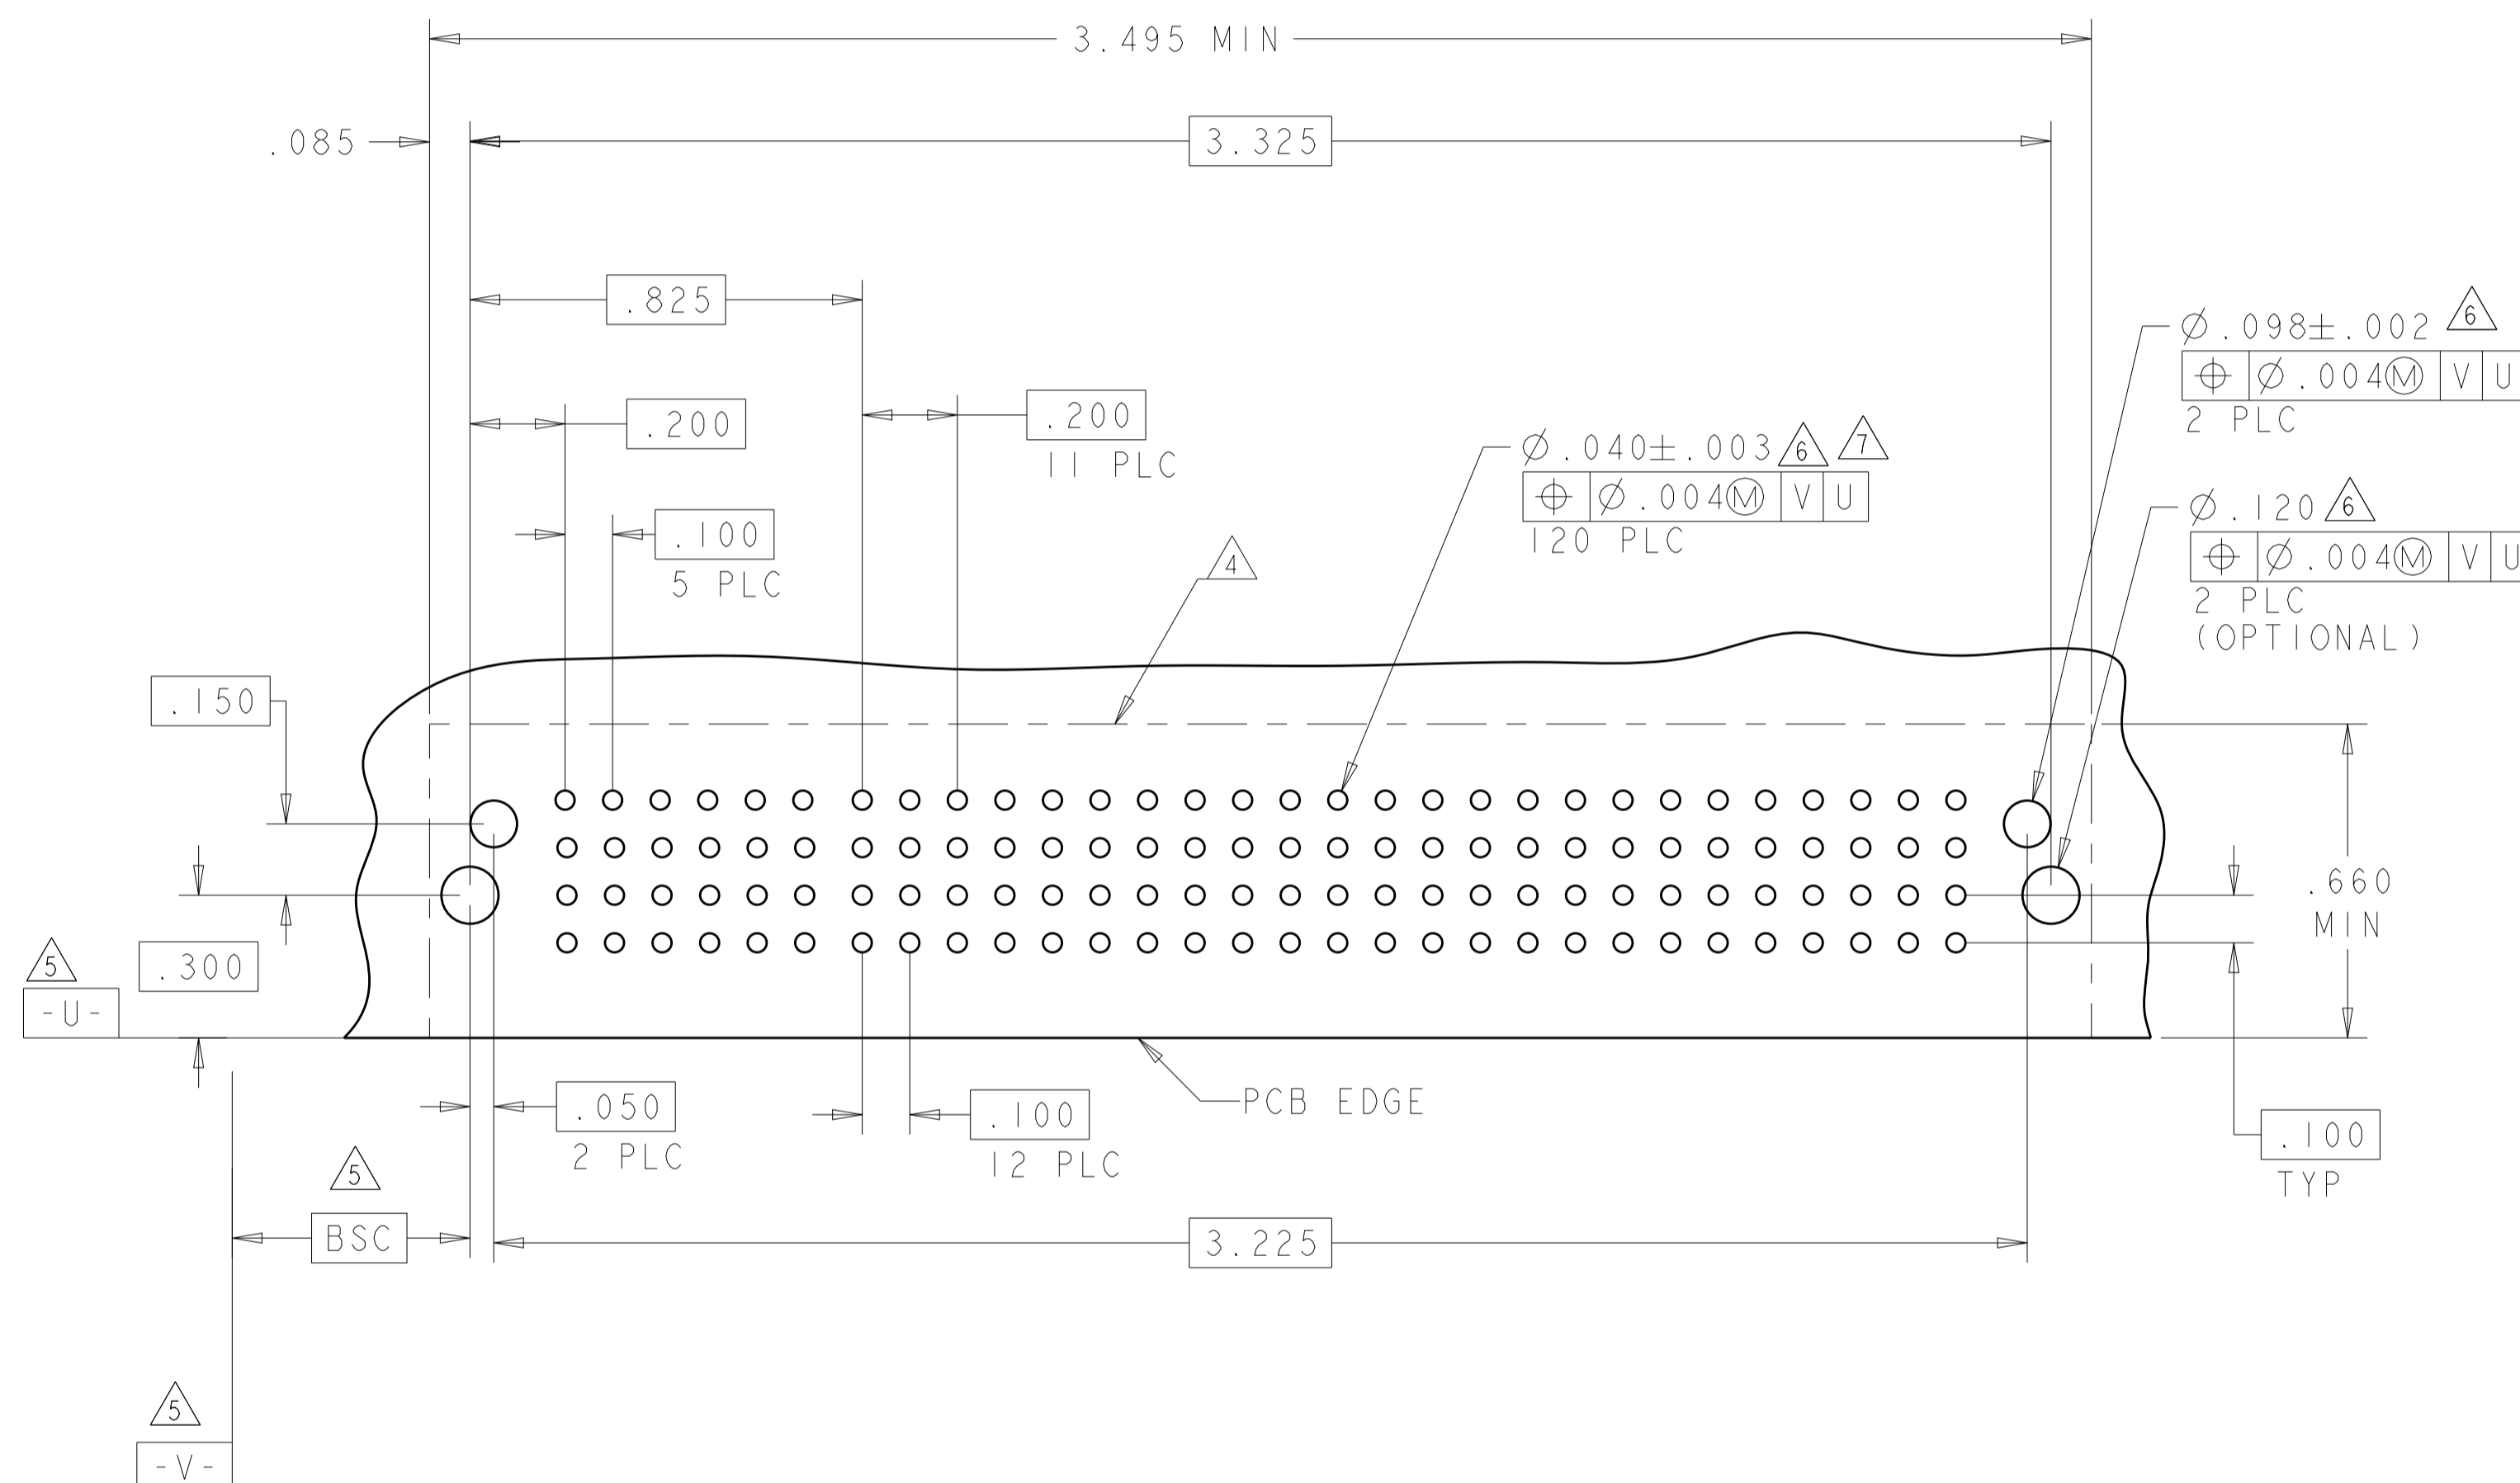 3.495 MIN
.085
3.325
.825
.200
.200
11 PLC
.100
5 PLC
Ø.098±.002 6
⌖ Ø.004Ⓜ V U
2 PLC
Ø.040±.003 6 7
⌖ Ø.004Ⓜ V U
120 PLC
Ø.120 6
⌖ Ø.004Ⓜ V U
2 PLC
(OPTIONAL)
4
.150
.660
MIN
5
.300
-U-
.050
2 PLC
.100
12 PLC
PCB EDGE
.100
TYP
5
BSC
3.225
5
-V-